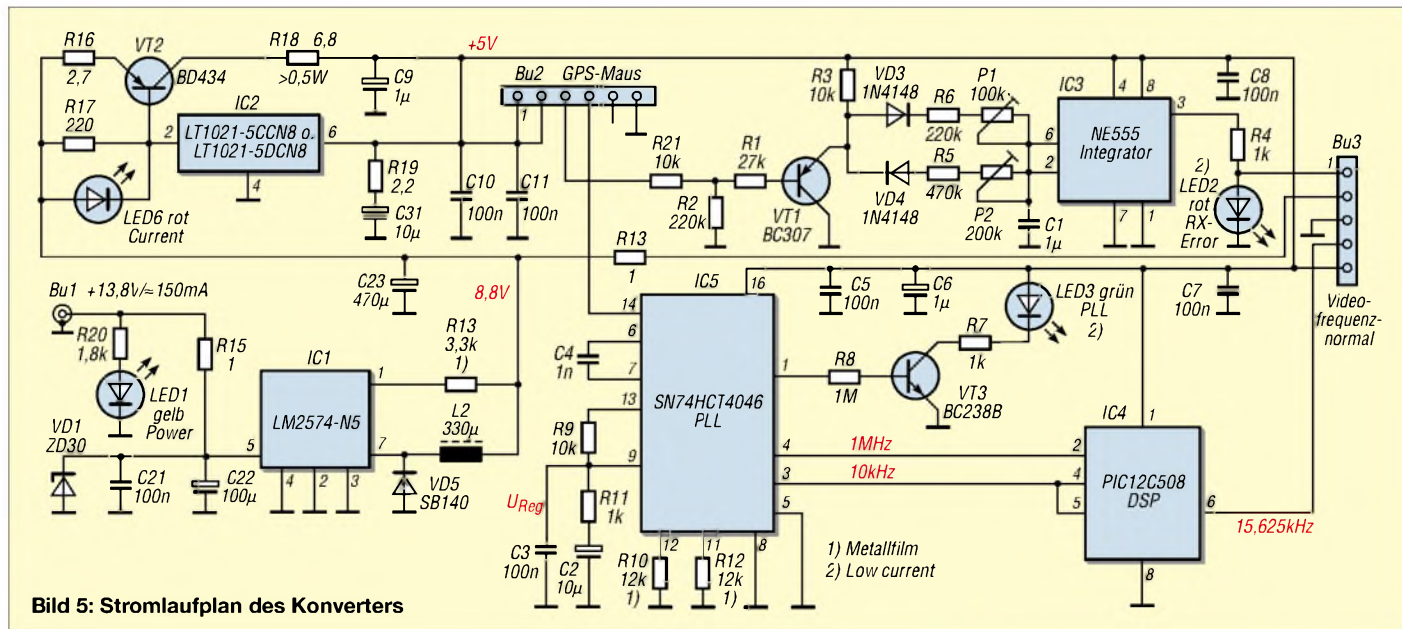 R16
2,7
VT2
BD434
R18 6,8
>0,5W
+5V
C9
1µ
R17
220
IC2
2
LT1021-5CCN8 o.
LT1021-5DCN8
6
4
LED6 rot
Current
R19
2,2
C31
10µ
C10
100n
C11
100n
Bu2 GPS-Maus
1
R21
10k
R1
27k
R2
220k
VT1
BC307
R3
10k
VD3
1N4148
R6
220k
P1
100k
R5
470k
VD4
1N4148
P2
200k
C1
1µ
IC3
4
8
3
NE555
Integrator
6
2
7
1
C8
100n
R4
1k
2)
LED2
rot
RX-
Error
Bu3
1
Video-
frequenz-
normal
C23
470µ
8,8V
R13
1
Bu1 +13,8V/≈150mA
R20
1,8k
LED1
gelb
Power
R15
1
VD1
ZD30
C21
100n
C22
100µ
IC1
LM2574-N5
1
5
7
4
2
3
R13
3,3k
1)
L2
330µ
VD5
SB140
IC5
16
14
6
7
13
9
SN74HCT4046
PLL
1
4
3
5
12
11
8
C4
1n
R9
10k
R11
1k
UReg
C3
100n
C2
10µ
R10
12k
1)
R12
12k
1)
C5
100n
C6
1µ
LED3 grün
PLL
2)
C7
100n
R7
1k
R8
1M
VT3
BC238B
1MHz
10kHz
IC4
1
2
4
5
PIC12C508
DSP
6
8
15,625kHz
1) Metallfilm
2) Low current
Bild 5: Stromlaufplan des Konverters